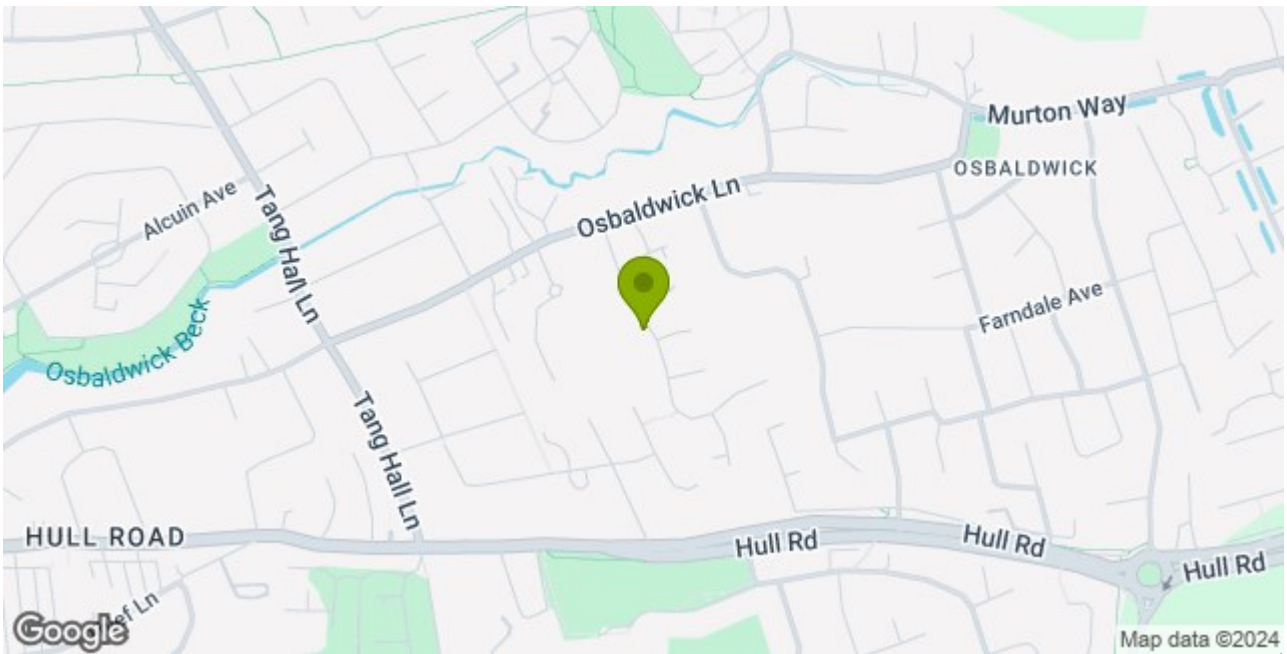 Murton Way
OSBALDWICK
Osbaldwick Ln
Alcuin Ave
Tang Hall Ln
Farndale Ave
Osbaldwick Beck
Tang Hall Ln
HULL ROAD
Hull Rd
Hull Rd
Hull Rd
Ln
Google
Map data ©2024